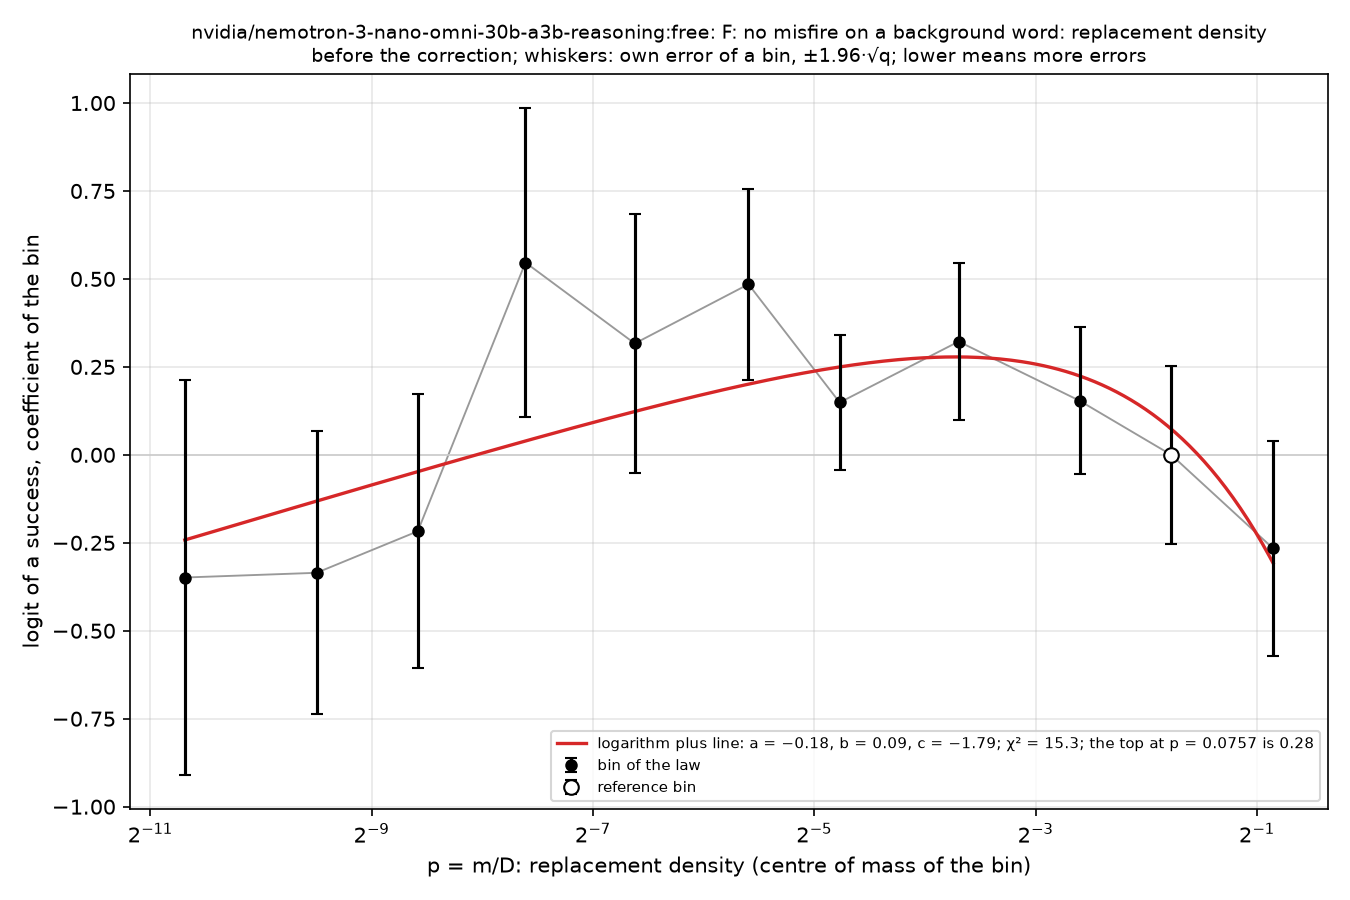 nvidia/nemotron-3-nano-omni-30b-a3b-reasoning:free: F: no misfire on a background word: replacement density
before the correction; whiskers: own error of a bin, ±1.96·√q; lower means more errors
logit of a success, coefficient of the bin
1.00
0.75
0.50
0.25
0.00
−0.25
−0.50
−0.75
−1.00
logarithm plus line: a = −0.18, b = 0.09, c = −1.79; χ² = 15.3; the top at p = 0.0757 is 0.28
bin of the law
reference bin
2⁻¹¹ 2⁻⁹ 2⁻⁷ 2⁻⁵ 2⁻³ 2⁻¹
p = m/D: replacement density (centre of mass of the bin)